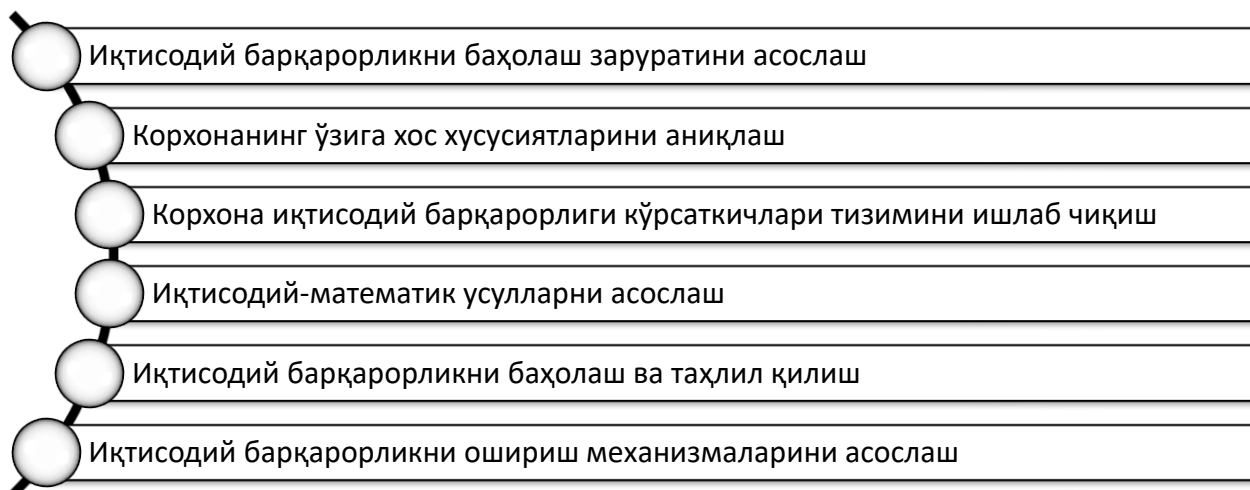 Иқтисодий барқарорликни баҳолаш заруратини асослаш
Корхонанинг ўзига хос хусусиятларини аниқлаш
Корхона иқтисодий барқарорлиги кўрсаткичлари тизимини ишлаб чиқиш
Иқтисодий-математик усулларни асослаш
Иқтисодий барқарорликни баҳолаш ва таҳлил қилиш
Иқтисодий барқарорликни ошириш механизмаларини асослаш